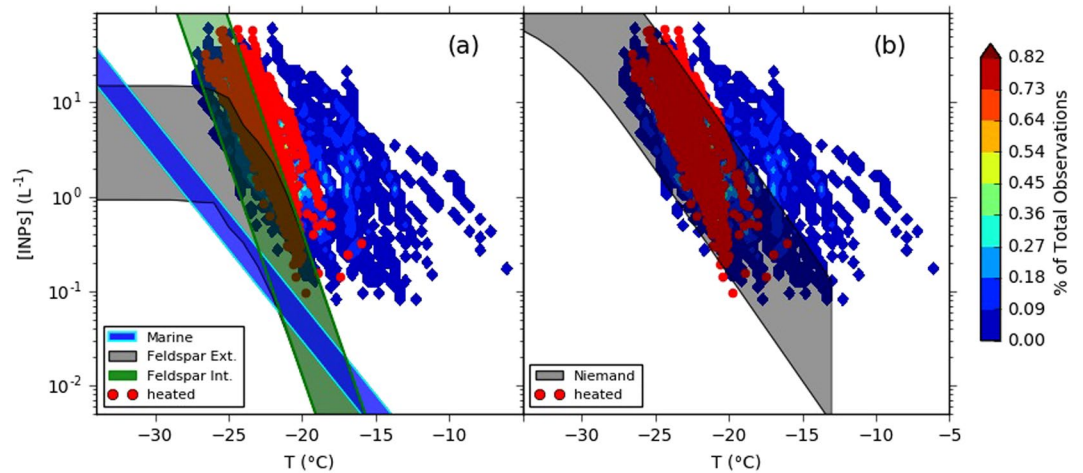 (a)
(b)
[INPs] (L⁻¹)
10¹
10⁰
10⁻¹
10⁻²
Marine
Feldspar Ext.
Feldspar Int.
heated
Niemand
heated
−30 −25 −20 −15 −10
−30 −25 −20 −15 −10 −5
T (°C)
T (°C)
0.82
0.73
0.64
0.54
0.45
0.36
0.27
0.18
0.09
0.00
% of Total Observations